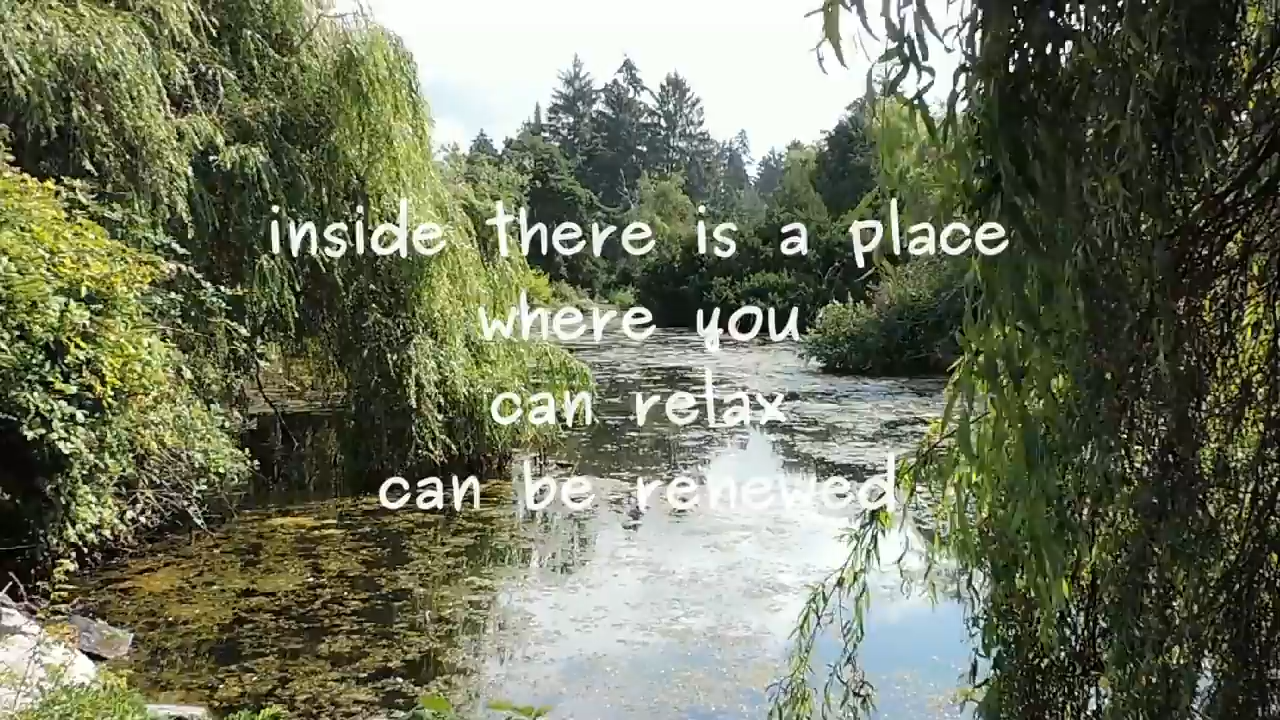 inside there is a place
where you
can relax
can be renewed